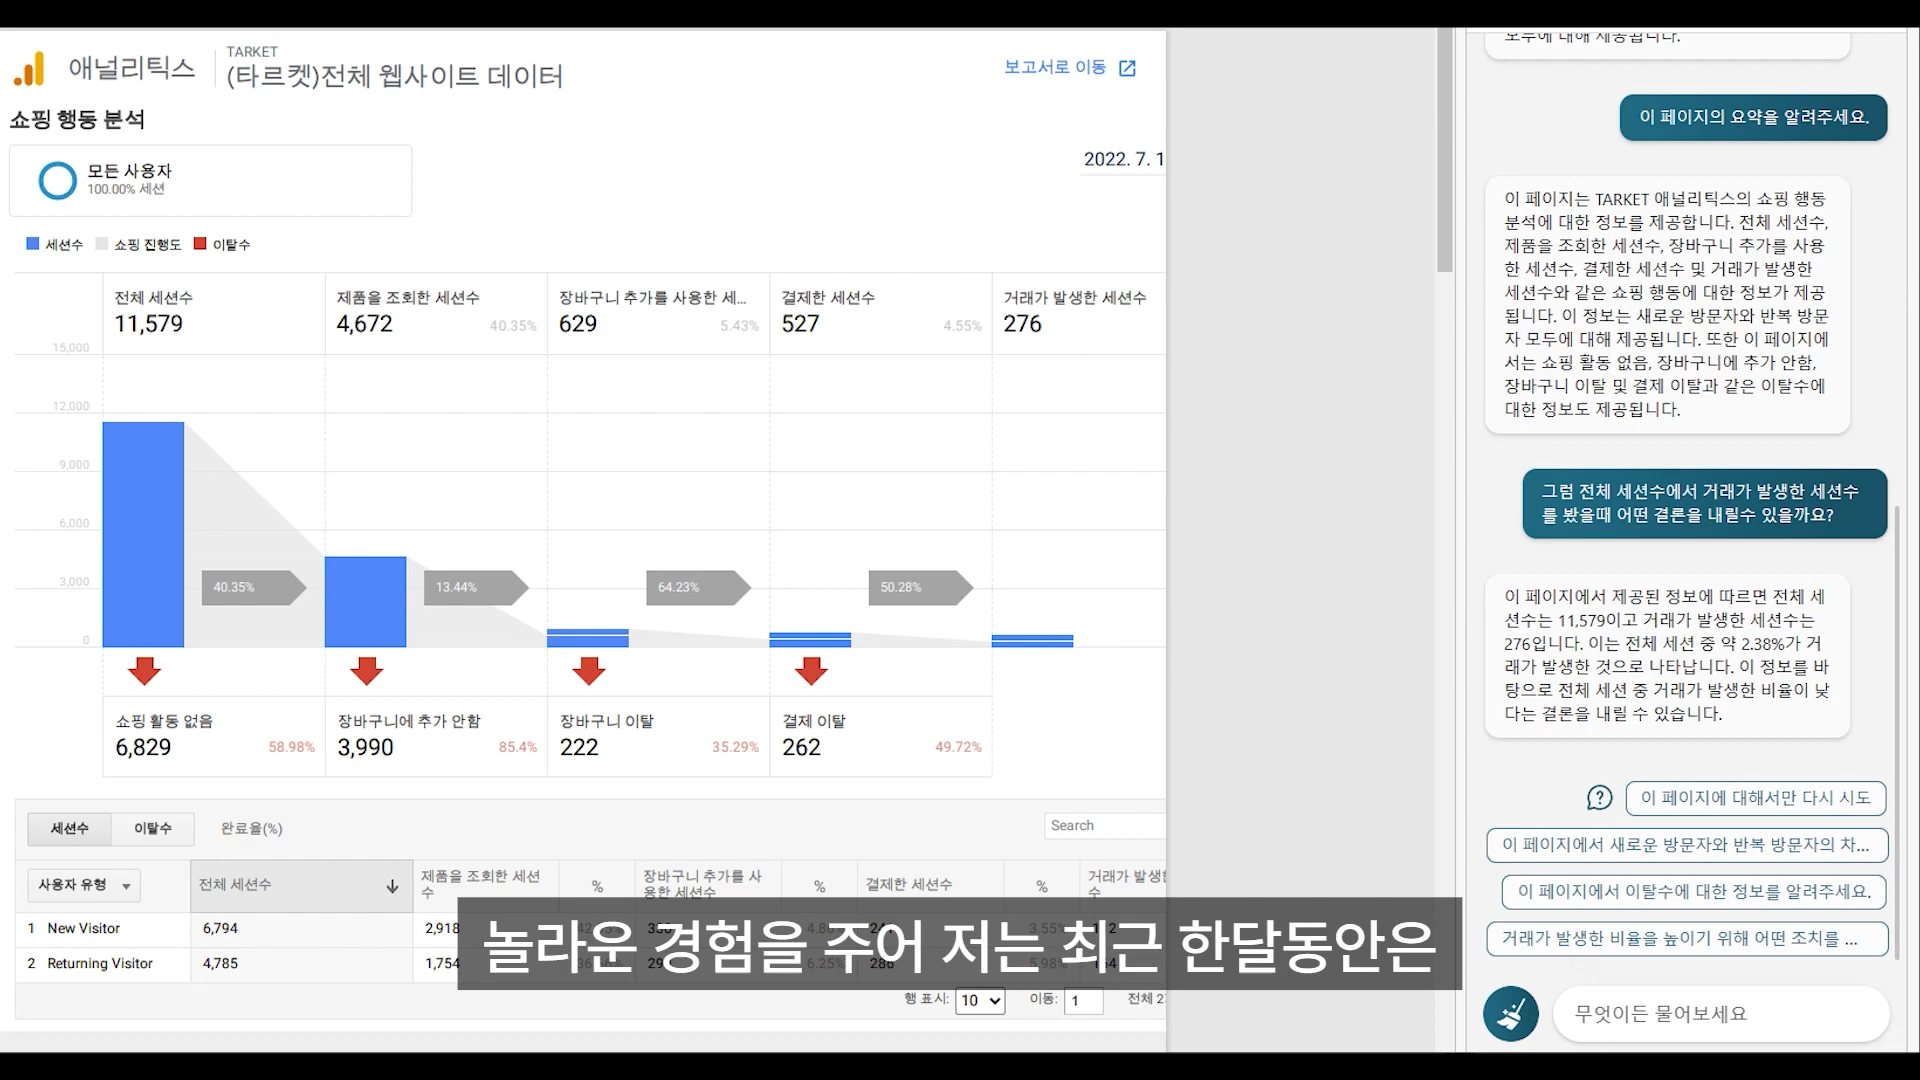 애널리틱스
TARKET
(타르켓)전체 웹사이트 데이터
보고서로 이동
쇼핑 행동 분석
모든 사용자
100.00% 세션
2022. 7. 1
세션수 쇼핑 진행도 이탈수
전체 세션수 제품을 조회한 세션수 장바구니 추가를 사용한 세... 결제한 세션수 거래가 발생한 세션수
11,579 4,672 40.35% 629 5.43% 527 4.55% 276
15,000
12,000
9,000
6,000
3,000
0
40.35% 13.44% 64.23% 50.28%
쇼핑 활동 없음 장바구니에 추가 안함 장바구니 이탈 결제 이탈
6,829 58.98% 3,990 85.4% 222 35.29% 262 49.72%
세션수 이탈수 완료율(%)
Search
사용자 유형 전체 세션수 제품을 조회한 세션수 % 장바구니 추가를 사용한 세션수 % 결제한 세션수 % 거래가
1 New Visitor 6,794 2,918
2 Returning Visitor 4,785 1,754
행 표시: 10 이동: 1 전체
놀라운 경험을 주어 저는 최근 한달동안은
모두에 대해 제공됩니다.
이 페이지의 요약을 알려주세요.
이 페이지는 TARKET 애널리틱스의 쇼핑 행동
분석에 대한 정보를 제공합니다. 전체 세션수,
제품을 조회한 세션수, 장바구니 추가를 사용
한 세션수, 결제한 세션수 및 거래가 발생한
세션수와 같은 쇼핑 행동에 대한 정보가 제공
됩니다. 이 정보는 새로운 방문자와 반복 방문
자 모두에 대해 제공됩니다. 또한 이 페이지에
서는 쇼핑 활동 없음, 장바구니에 추가 안함,
장바구니 이탈 및 결제 이탈과 같은 이탈수에
대한 정보도 제공됩니다.
그럼 전체 세션수에서 거래가 발생한 세션수
를 봤을때 어떤 결론을 내릴수 있을까요?
이 페이지에서 제공된 정보에 따르면 전체 세
션수는 11,579이고 거래가 발생한 세션수는
276입니다. 이는 전체 세션 중 약 2.38%가 거
래가 발생한 것으로 나타납니다. 이 정보를 바
탕으로 전체 세션 중 거래가 발생한 비율이 낮
다는 결론을 내릴 수 있습니다.
이 페이지에 대해서만 다시 시도
이 페이지에서 새로운 방문자와 반복 방문자의 차...
이 페이지에서 이탈수에 대한 정보를 알려주세요.
거래가 발생한 비율을 높이기 위해 어떤 조치를 ...
무엇이든 물어보세요